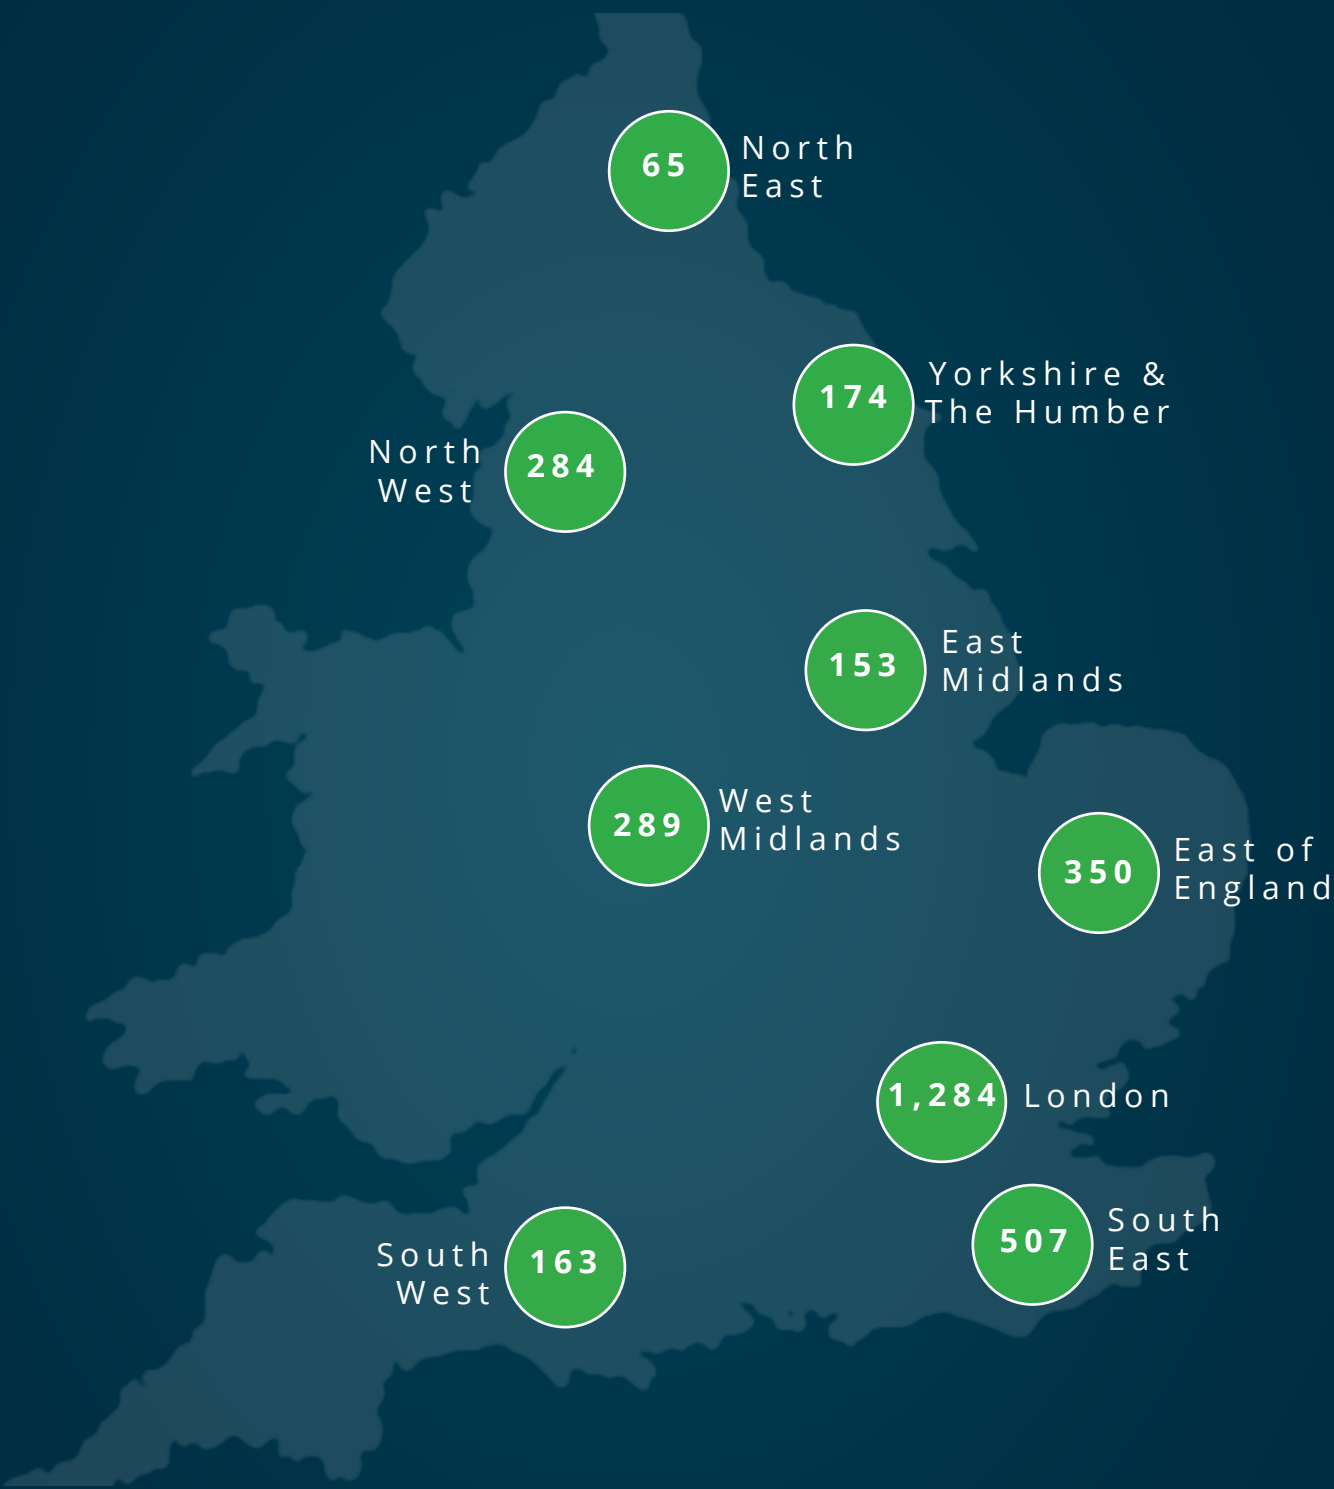 65
North
East
174
Yorkshire &
The Humber
North
West
284
153
East
Midlands
289
West
Midlands
350
East of
England
1,284
London
507
South
East
South
West
163